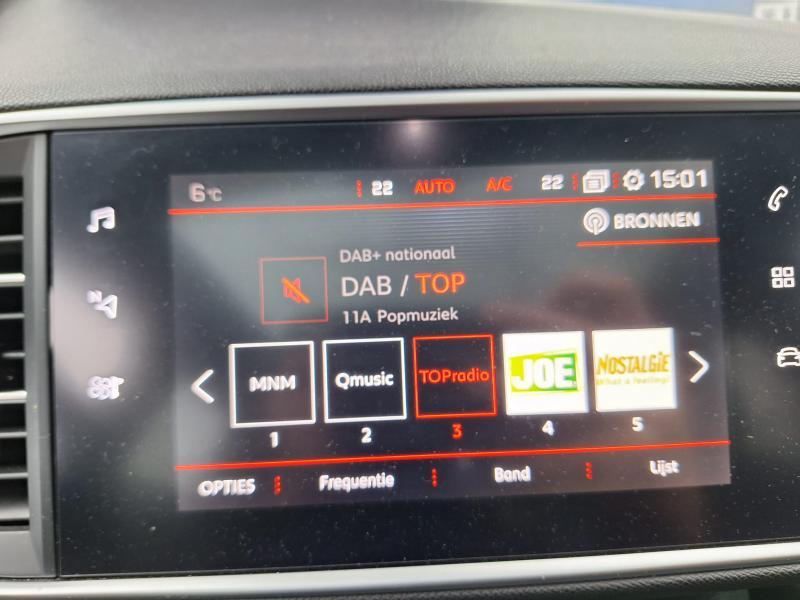 6°C
22 AUTO A/C 22 15:01
BRONNEN
DAB+ nationaal
DAB / TOP
11A Popmuziek
MNM
Qmusic
TOPradio
JOE
NOSTALGIE
What a feeling!
1 2 3 4 5
OPTIES Frequentie Band Lijst
N